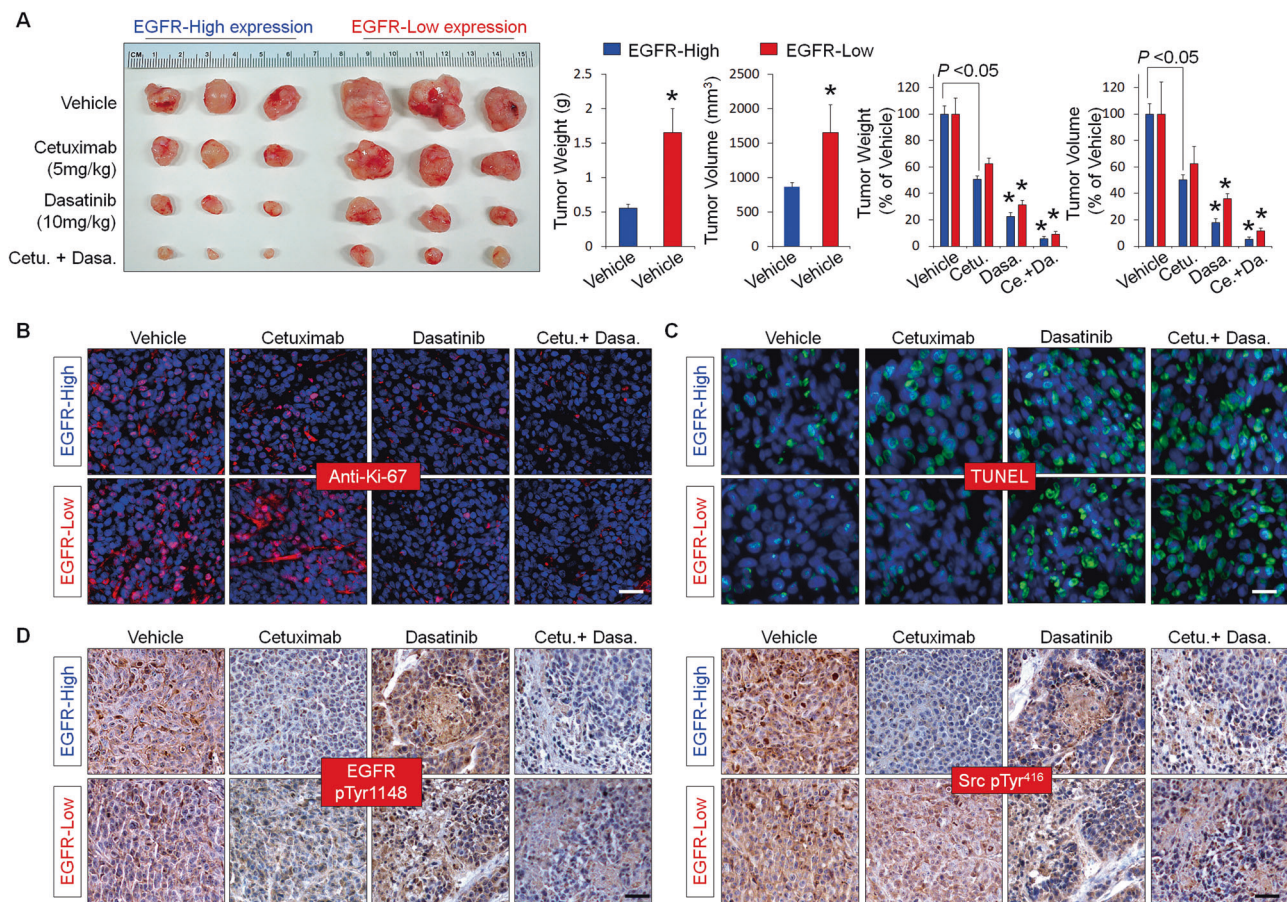 A
EGFR-High expression
EGFR-Low expression
CM 1 2 3 4 5 6 7 8 9 10 11 12 13 14 15
Vehicle
Cetuximab
(5mg/kg)
Dasatinib
(10mg/kg)
Cetu. + Dasa.
EGFR-High
EGFR-Low
Tumor Weight (g)
2.5
2
1.5
1
0.5
0
*
Vehicle
Vehicle
Tumor Volume (mm³)
2500
2000
1500
1000
500
0
*
Vehicle
Vehicle
Tumor Weight
(% of Vehicle)
120
100
80
60
40
20
0
P <0.05
* *
* *
Vehicle
Cetu.
Dasa.
Ce.+Da.
Tumor Volume
(% of Vehicle)
120
100
80
60
40
20
0
P <0.05
* *
* *
Vehicle
Cetu.
Dasa.
Ce.+Da.
B
Vehicle
Cetuximab
Dasatinib
Cetu.+ Dasa.
EGFR-High
Anti-Ki-67
EGFR-Low
C
Vehicle
Cetuximab
Dasatinib
Cetu.+ Dasa.
EGFR-High
TUNEL
EGFR-Low
D
Vehicle
Cetuximab
Dasatinib
Cetu.+ Dasa.
EGFR-High
EGFR
pTyr1148
EGFR-Low
Vehicle
Cetuximab
Dasatinib
Cetu.+ Dasa.
EGFR-High
Src pTyr⁴¹⁶
EGFR-Low